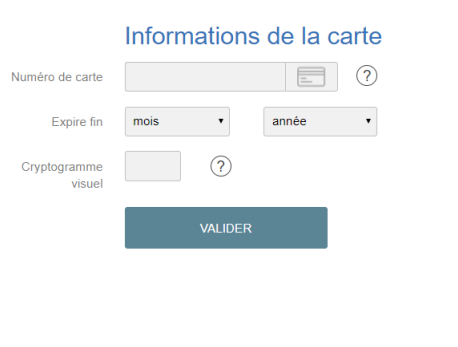 Informations de la carte
Numéro de carte
?
Expire fin
mois
année
Cryptogramme
visuel
?
VALIDER